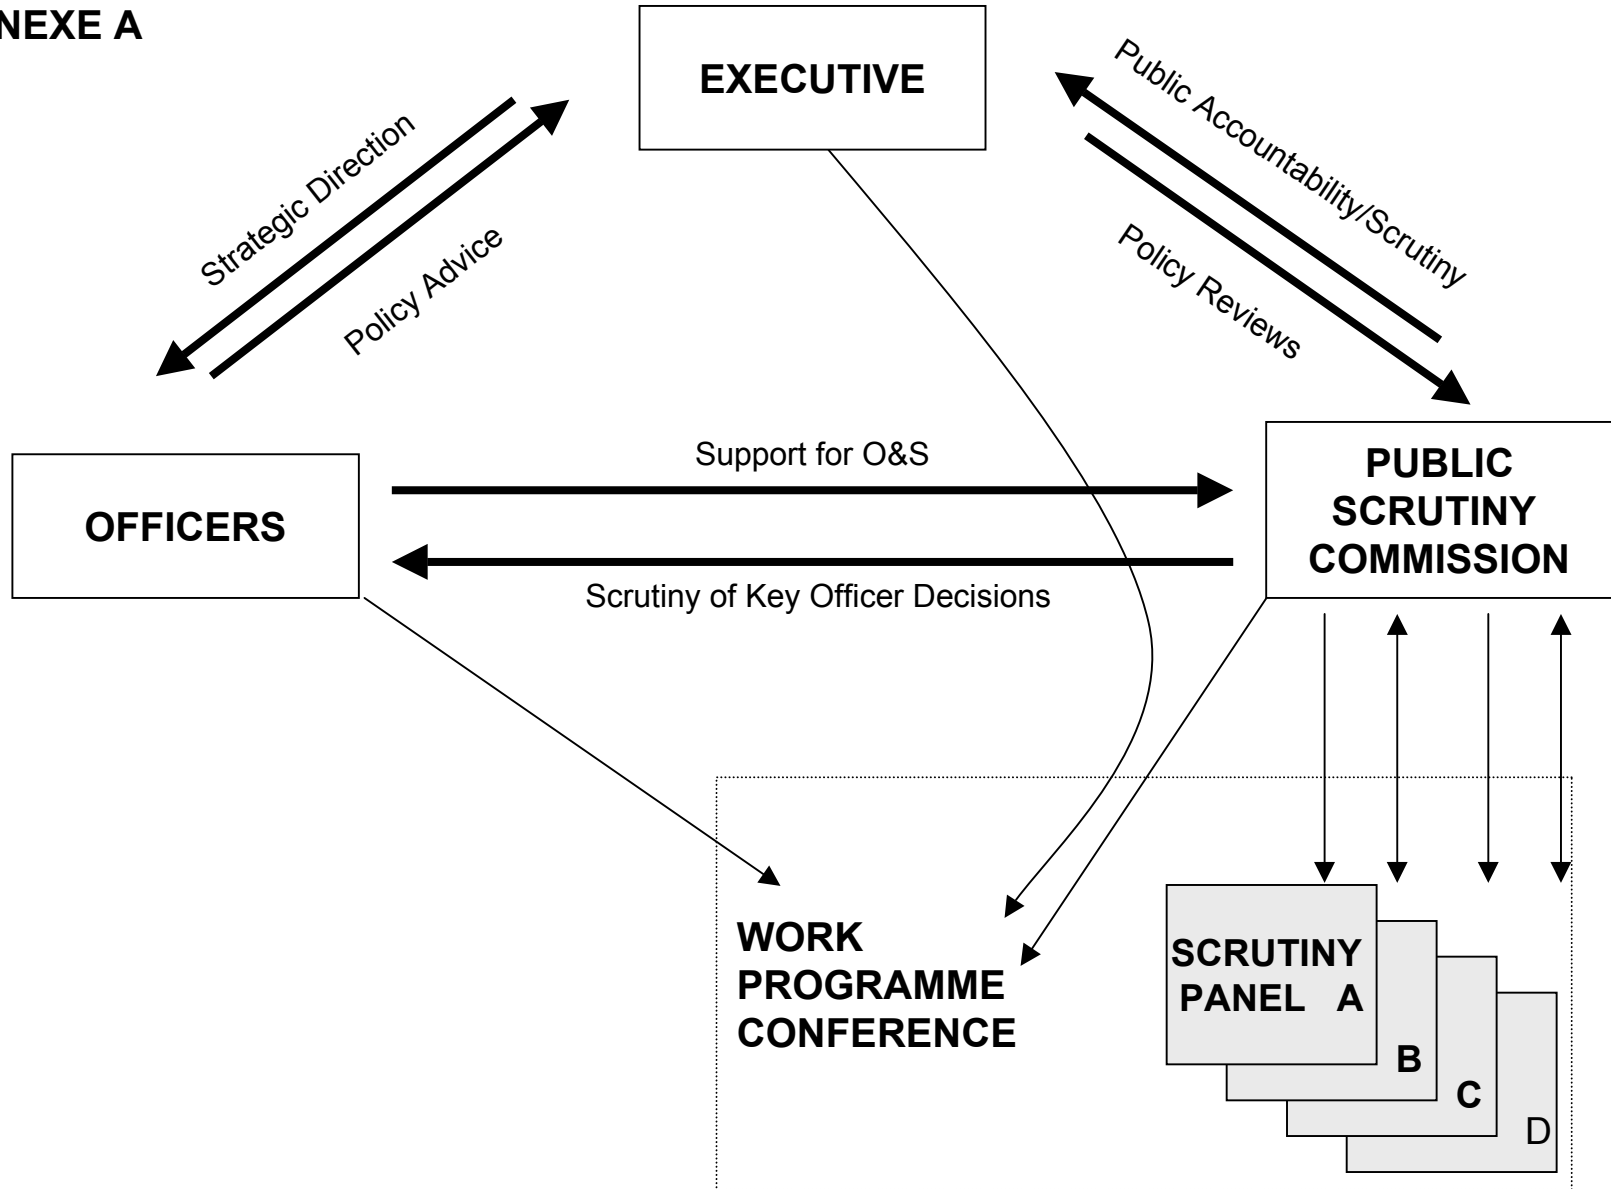 NEXE A
EXECUTIVE
Public Accountability/Scrutiny
Strategic Direction
Policy Advice
Policy Reviews
Support for O&S
OFFICERS
PUBLIC
SCRUTINY
COMMISSION
Scrutiny of Key Officer Decisions
WORK
PROGRAMME
CONFERENCE
SCRUTINY
PANEL A
B
C
D